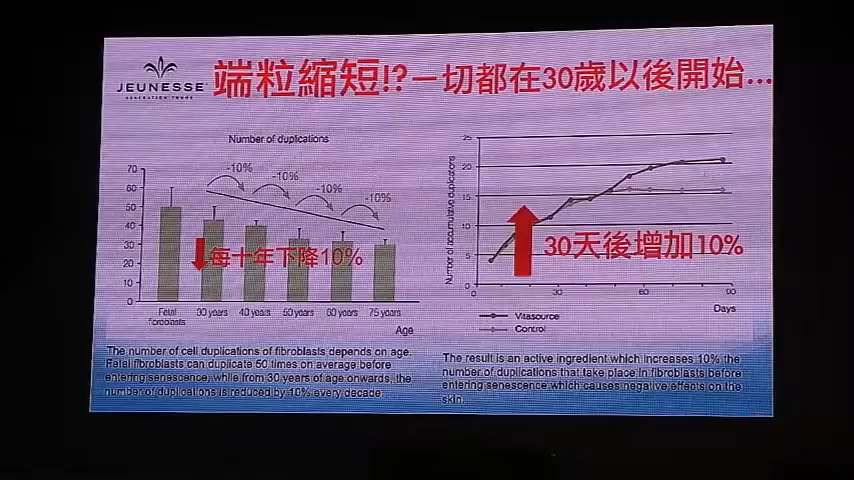 JEUNESSE
GENERATION YOUNG
端粒縮短!?一切都在30歲以後開始...
Number of duplications
70
60
50
40
30
20
10
0
-10%
-10%
-10%
-10%
每十年下降10%
Fetal fibroblasts
30 years
40 years
50 years
60 years
75 years
Age
The number of cell duplications of fibroblasts depends on age.
Fetal fibroblasts can duplicate 50 times on average before
entering senescence, while from 30 years of age onwards, the
number of duplications is reduced by 10% every decade.
Number of accumulative duplications
25
20
15
10
5
0
30天後增加10%
0
30
60
90
Days
Vitasource
Control
The result is an active ingredient which increases 10% the
number of duplications that take place in fibroblasts before
entering senescence which causes negative effects on the
skin.